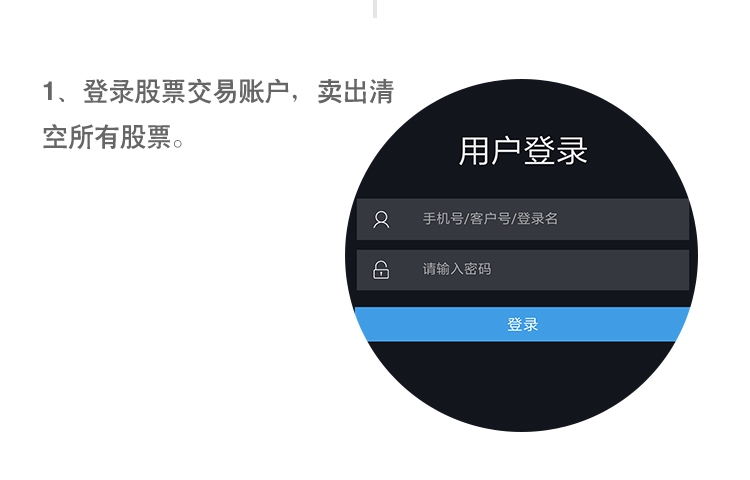 1、登录股票交易账户，卖出清
空所有股票。
用户登录
手机号/客户号/登录名
请输入密码
登录